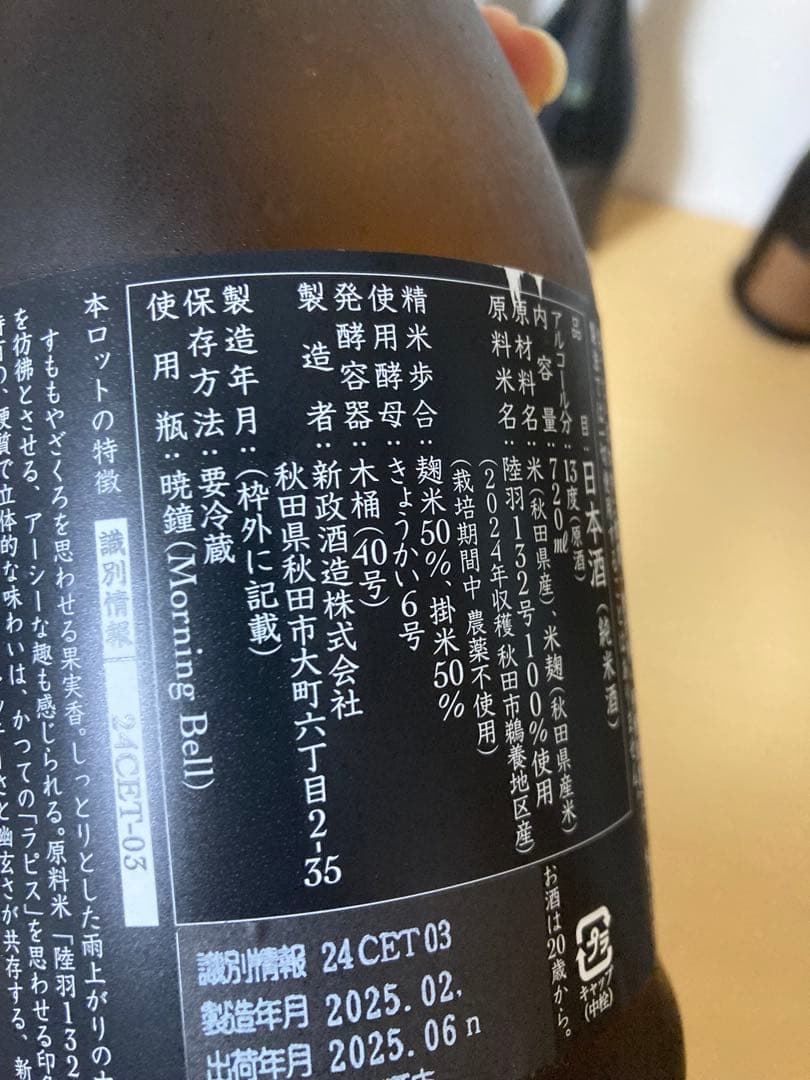 品目：日本酒（純米酒）
アルコール分：13度（原酒）
内容量：720㎖
原材料名：米（秋田県産）、米麹（秋田県産米）
原料米名：陸羽132号100％使用
（2024年収穫 秋田市鵜養地区産）
（栽培期間中 農薬不使用）
精米歩合：麹米50％、掛米50％
使用酵母：きょうかい6号
発酵容器：木桶（40号）
製造者：新政酒造株式会社
秋田県秋田市大町六丁目2-35
製造年月：（枠外に記載）
保存方法：要冷蔵
使用瓶：暁鐘（Morning Bell）
本ロットの特徴 識別情報 24CET-03
すももやざくろを思わせる果実香。しっとりとした雨上がりの
を彷彿とさせる、アーシーな趣も感じられる。原料米「陸羽132
硬質で立体的な味わいは、かつての「ラピス」を思わせる印象
さと幽玄さが共存する、新
お酒は20歳から。
プラ
キャップ
（中栓）
識別情報 24CET03
製造年月 2025.02,
出荷年月 2025.06 n